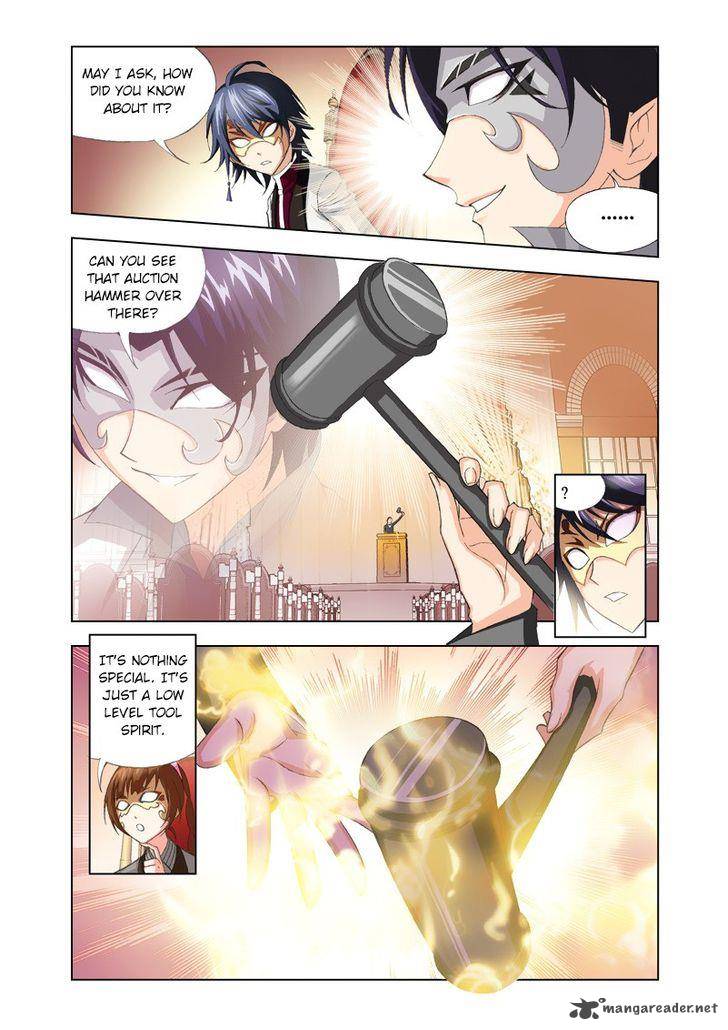 MAY I ASK, HOW
DID YOU KNOW
ABOUT IT?
......
CAN YOU SEE
THAT AUCTION
HAMMER OVER
THERE?
?
IT'S NOTHING
SPECIAL. IT'S
JUST A LOW
LEVEL TOOL
SPIRIT.
mangareader.net